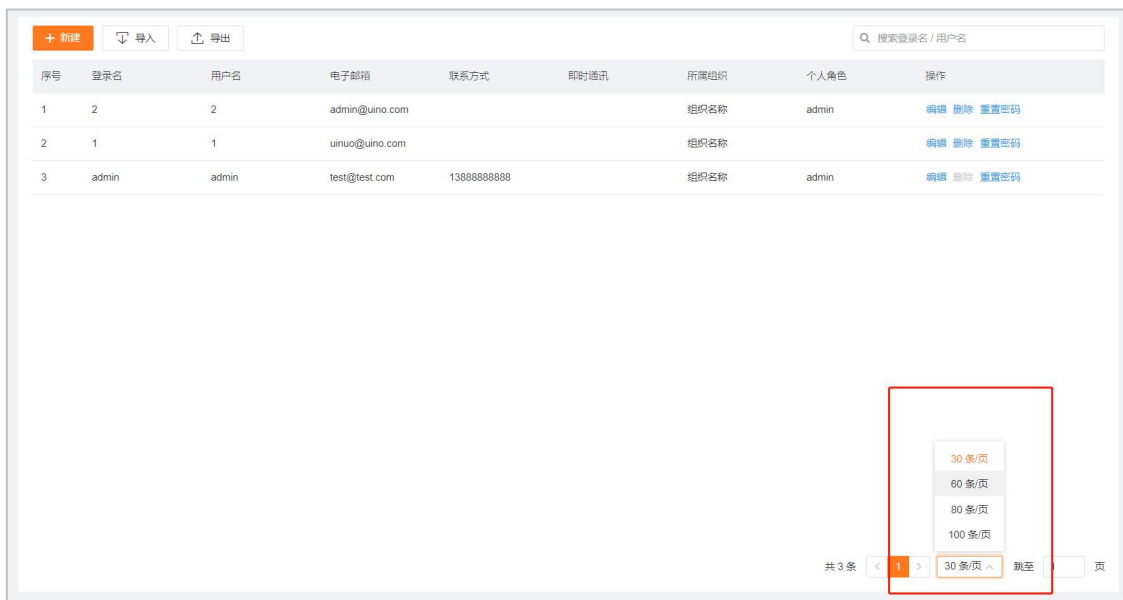 + 新建 导入 导出 搜索登录名 / 用户名
序号 登录名 用户名 电子邮箱 联系方式 即时通讯 所属组织 个人角色 操作
1 2 2 admin@uino.com 组织名称 admin 编辑 删除 重置密码
2 1 1 uinuo@uino.com 组织名称 编辑 删除 重置密码
3 admin admin test@test.com 13888888888 组织名称 admin 编辑 删除 重置密码
30 条/页
60 条/页
80 条/页
100 条/页
共 3 条 < 1 > 30 条/页 跳至 1 页